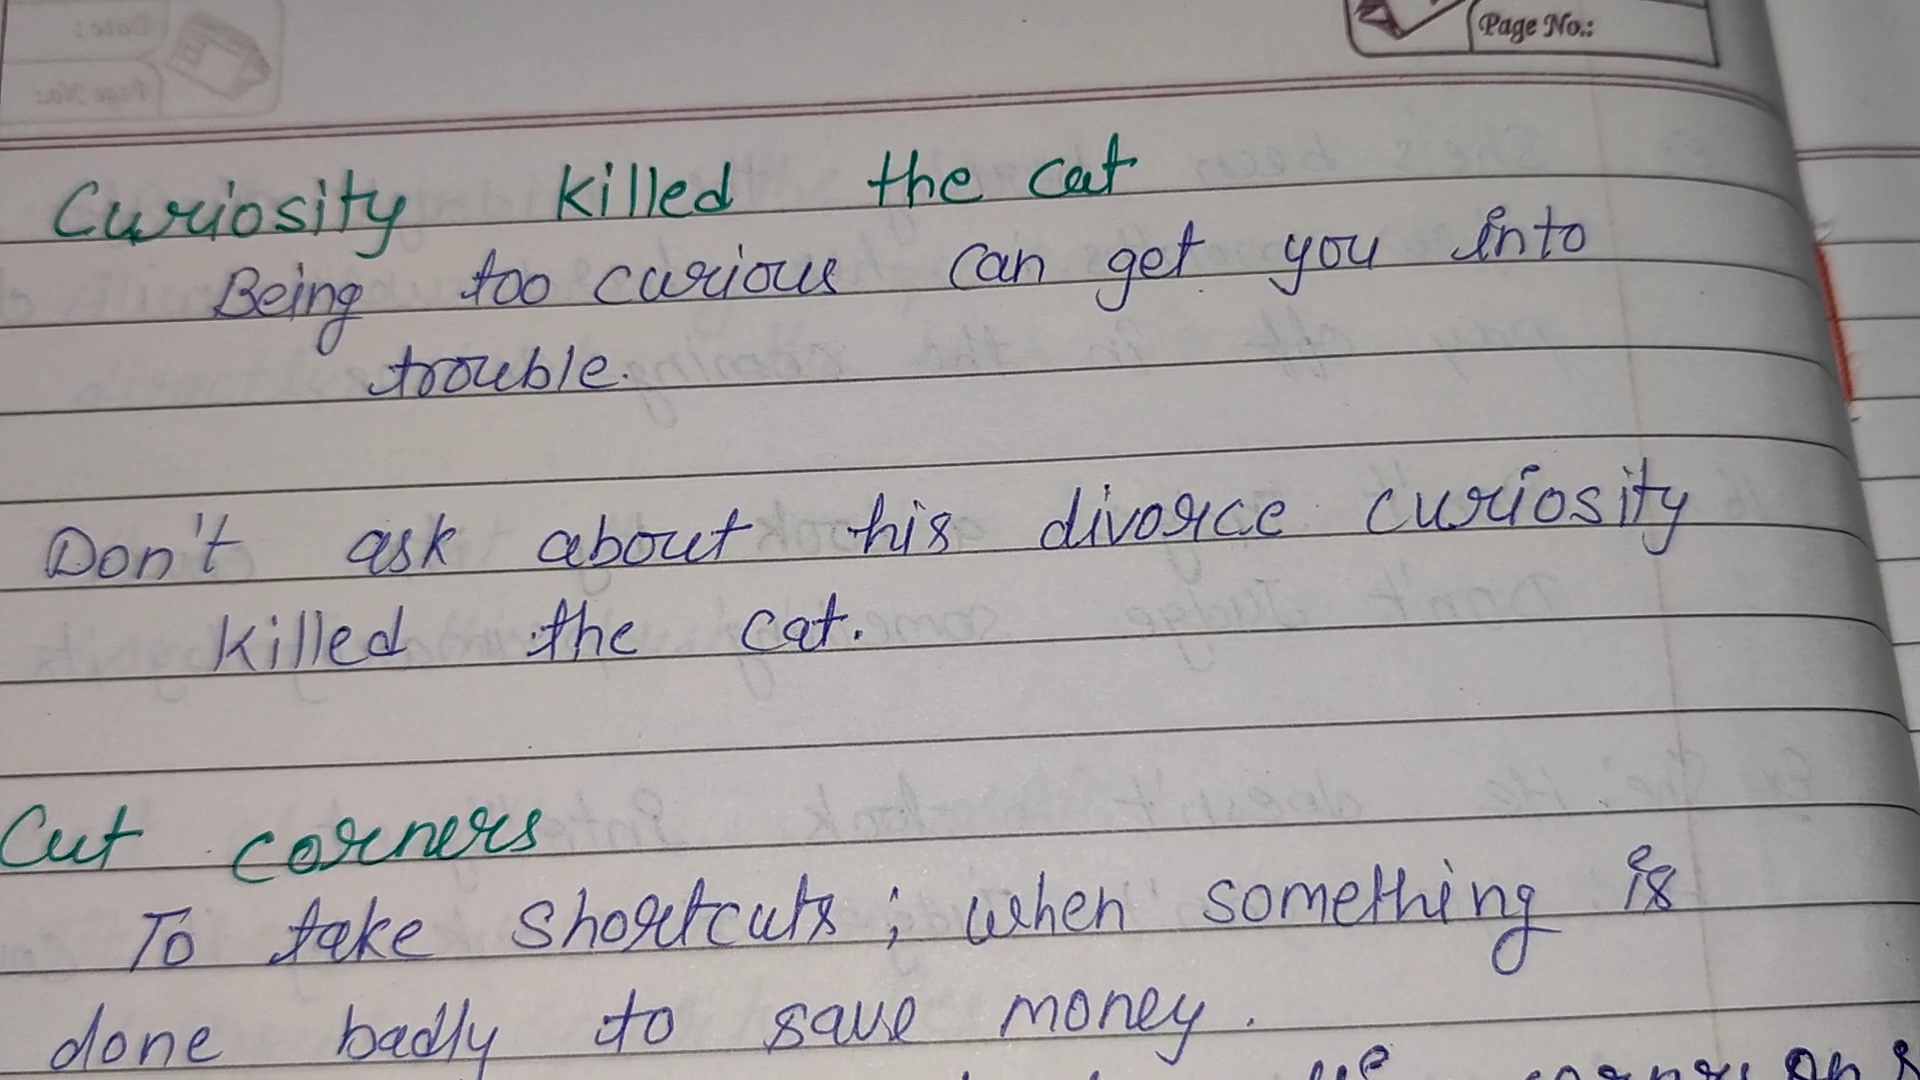 Page No.:
Curiosity killed the cat
Being too curious can get you into
trouble.
Don't ask about his divorce curiosity
killed the cat.
Cut corners
To take shortcuts; when something is
done badly to save money.